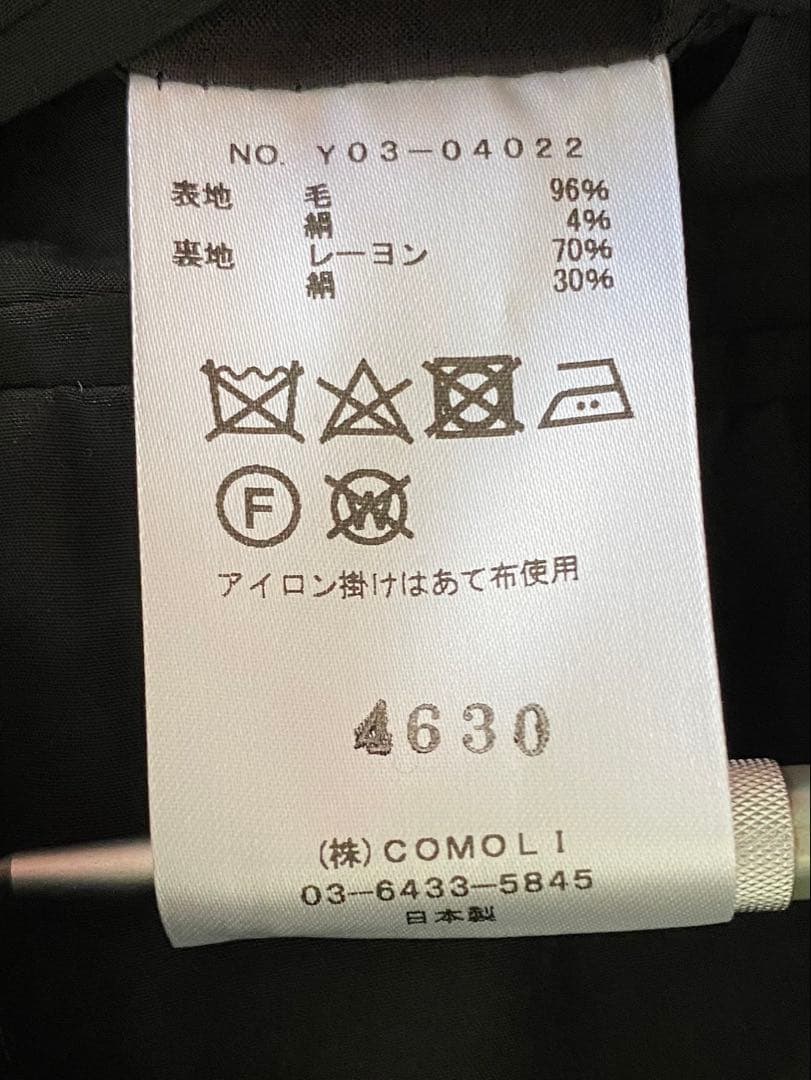 NO. Y03-04022
表地 毛 96%
絹 4%
裏地 レーヨン 70%
絹 30%
F
W
アイロン掛けはあて布使用
4630
(株)COMOLI
03-6433-5845
日本製